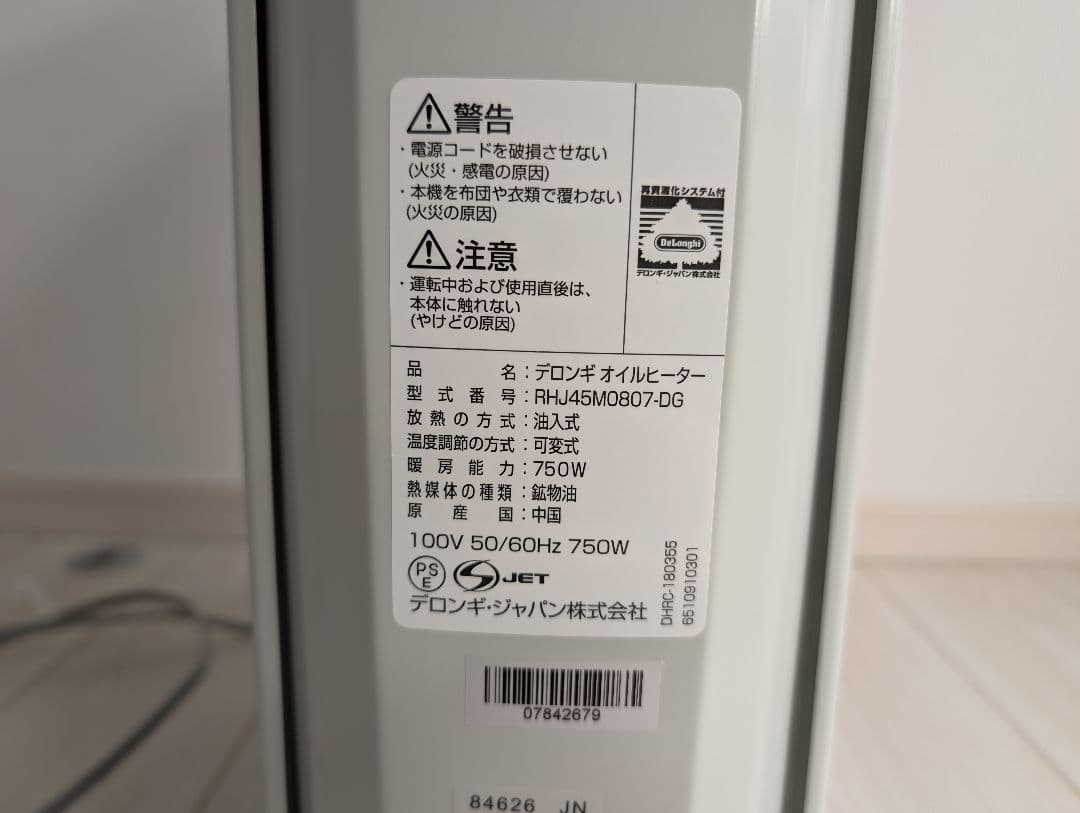 警告
・電源コードを破損させない
(火災・感電の原因)
・本機を布団や衣類で覆わない
(火災の原因)
注意
・運転中および使用直後は、
本体に触れない
(やけどの原因)
再資源化システム付
DeLonghi
デロンギ・ジャパン株式会社
品名：デロンギ オイルヒーター
型式番号：RHJ45M0807-DG
放熱の方式：油入式
温度調節の方式：可変式
暖房能力：750W
熱媒体の種類：鉱物油
原産国：中国
100V 50/60Hz 750W
PS
E
JET
デロンギ・ジャパン株式会社
DHRC-180355
6510910301
07842679
84626 JN